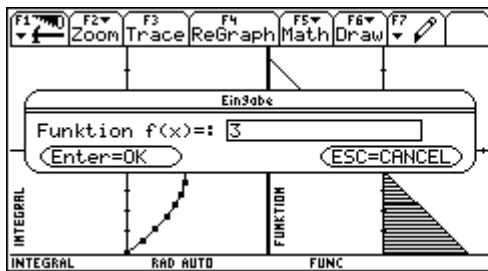 F1 F2 F3 F4 F5 F6 F7
Zoom Trace ReGraph Math Draw
Eingabe
Funktion f(x)=: 3
Enter=OK ESC=CANCEL
INTEGRAL
FUNKTION
INTEGRAL RAD AUTO FUNC